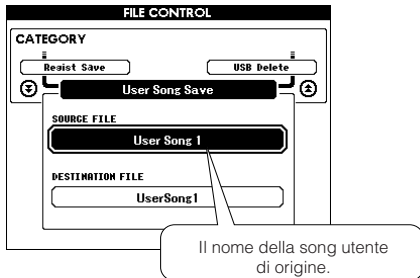 FILE CONTROL
CATEGORY
Regist Save
USB Delete
User Song Save
SOURCE FILE
User Song 1
DESTINATION FILE
UserSong1
Il nome della song utente
di origine.